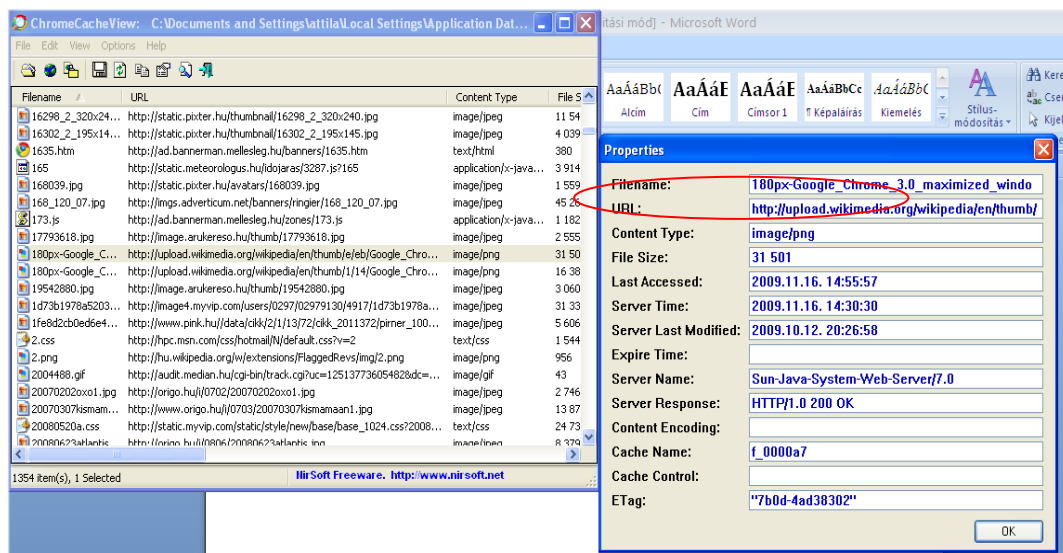 ChromeCacheView: C:\Documents and Settings\attila\Local Settings\Application Dat...
File Edit View Options Help
Filename URL Content Type File S
16298_2_320x24... http://static.pixter.hu/thumbnail/16298_2_320x240.jpg image/jpeg 11 54
16302_2_195x14... http://static.pixter.hu/thumbnail/16302_2_195x145.jpg image/jpeg 4 039
1635.htm http://ad.bannerman.mellesleg.hu/banners/1635.htm text/html 380
165 http://static.meteorologus.hu/idojaras/3287.js?165 application/x-java... 3 914
168039.jpg http://static.pixter.hu/avatars/168039.jpg image/jpeg 1 559
168_120_07.jpg http://imgs.adverticum.net/banners/ringier/168_120_07.jpg image/jpeg 45 26
173.js http://ad.bannerman.mellesleg.hu/zones/173.js application/x-java... 1 182
17793618.jpg http://image.arukereso.hu/thumb/17793618.jpg image/jpeg 2 555
180px-Google_C... http://upload.wikimedia.org/wikipedia/en/thumb/e/eb/Google_Chro... image/png 31 50
180px-Google_C... http://upload.wikimedia.org/wikipedia/en/thumb/1/14/Google_Chro... image/png 16 38
19542880.jpg http://image.arukereso.hu/thumb/19542880.jpg image/jpeg 3 060
1d73b1978a5203... http://image4.myvip.com/users/0297/02979130/4917/1d73b1978a... image/jpeg 31 33
1fe8d2cb0ed6e4... http://www.pink.hu//data/cikk/2/1/13/72/cikk_2011372/pirner_100... image/jpeg 5 606
2.css http://hpc.msn.com/css/hotmail/N/default.css?v=2 text/css 1 544
2.png http://hu.wikipedia.org/w/extensions/FlaggedRevs/img/2.png image/png 956
2004488.gif http://audit.median.hu/cgi-bin/track.cgi?uc=12513773605482&dc=... image/gif 43
20070202oxo1.jpg http://origo.hu/i/0702/20070202oxo1.jpg image/jpeg 2 746
20070307kismam... http://www.origo.hu/i/0703/20070307kismamaan1.jpg image/jpeg 13 87
20080520a.css http://static.myvip.com/static/style/new/base/base_1024.css?2008... text/css 24 73
20080623atlantis http://origo.hu/i/0806/20080623atlantis.jpg image/jpeg 8 379
1354 item(s), 1 Selected NirSoft Freeware. http://www.nirsoft.net
itási mód] - Microsoft Word
AaÁáBb( AaÁáE AaÁáE AaÁáBbCc AaÁáBbC
Alcím Cím Címsor 1 ¶ Képaláírás Kiemelés
AA
Stílus-
módosítás
Kere
Cser
Kijel
Properties
Filename: 180px-Google_Chrome_3.0_maximized_windo
URL: http://upload.wikimedia.org/wikipedia/en/thumb/
Content Type: image/png
File Size: 31 501
Last Accessed: 2009.11.16. 14:55:57
Server Time: 2009.11.16. 14:30:30
Server Last Modified: 2009.10.12. 20:26:58
Expire Time:
Server Name: Sun-Java-System-Web-Server/7.0
Server Response: HTTP/1.0 200 OK
Content Encoding:
Cache Name: f_0000a7
Cache Control:
ETag: "7b0d-4ad38302"
OK